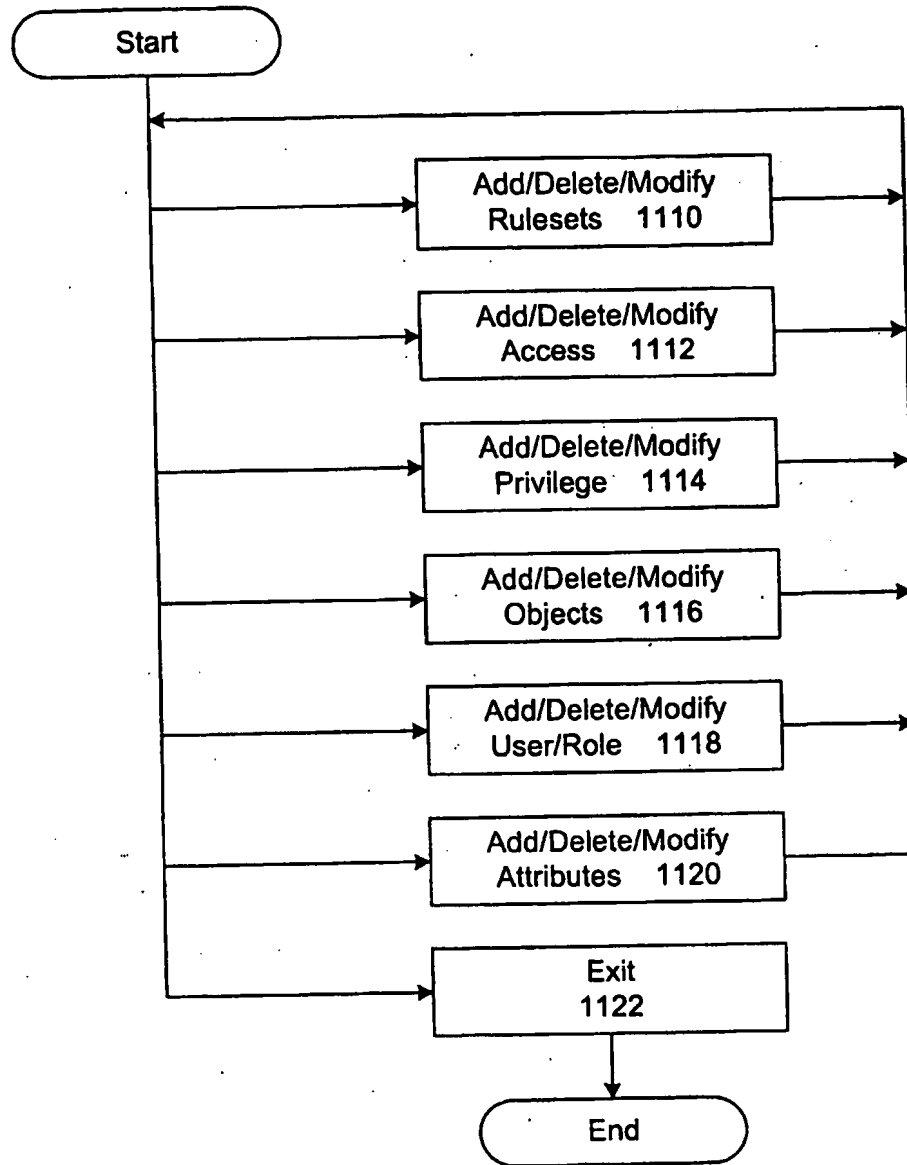 Start
Add/Delete/Modify
Rulesets 1110
Add/Delete/Modify
Access 1112
Add/Delete/Modify
Privilege 1114
Add/Delete/Modify
Objects 1116
Add/Delete/Modify
User/Role 1118
Add/Delete/Modify
Attributes 1120
Exit
1122
End